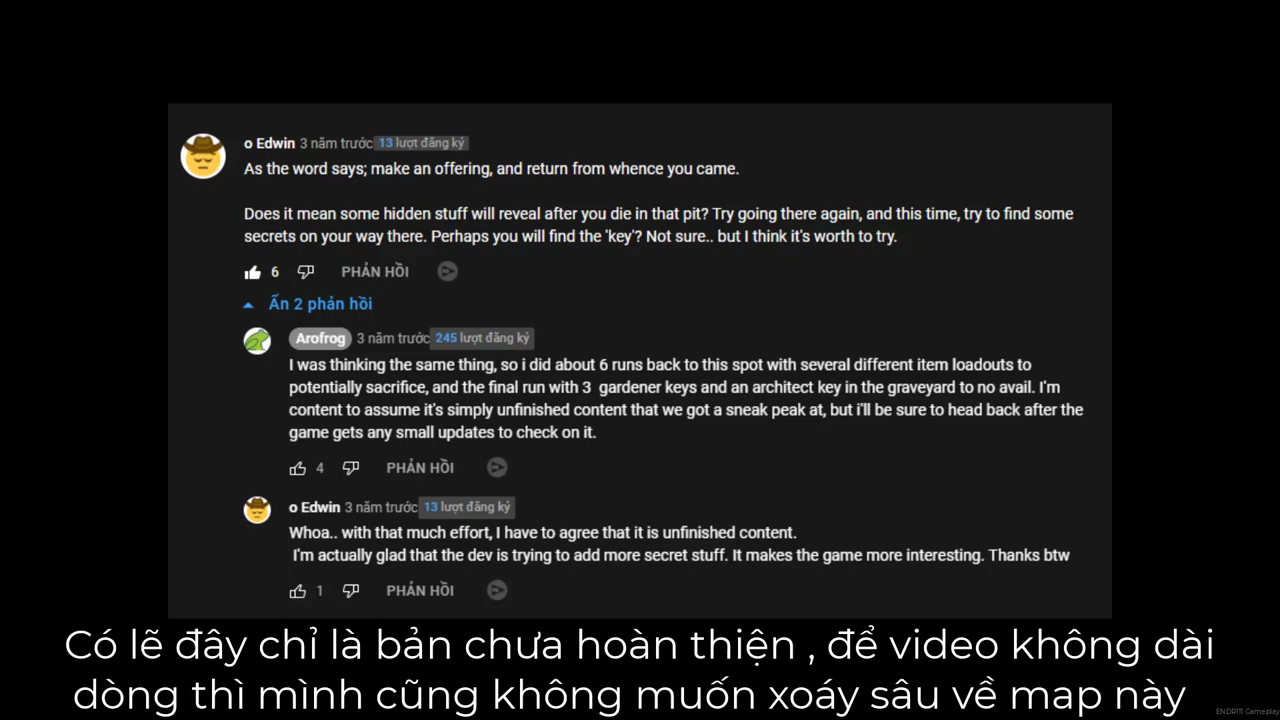 o Edwin 3 năm trước 13 lượt đăng ký
As the word says; make an offering, and return from whence you came.
Does it mean some hidden stuff will reveal after you die in that pit? Try going there again, and this time, try to find some
secrets on your way there. Perhaps you will find the 'key'? Not sure.. but I think it's worth to try.
6 PHẢN HỒI
Ẩn 2 phản hồi
Arofrog 3 năm trước 245 lượt đăng ký
I was thinking the same thing, so i did about 6 runs back to this spot with several different item loadouts to
potentially sacrifice, and the final run with 3 gardener keys and an architect key in the graveyard to no avail. I'm
content to assume it's simply unfinished content that we got a sneak peak at, but i'll be sure to head back after the
game gets any small updates to check on it.
4 PHẢN HỒI
o Edwin 3 năm trước 13 lượt đăng ký
Whoa.. with that much effort, I have to agree that it is unfinished content.
I'm actually glad that the dev is trying to add more secret stuff. It makes the game more interesting. Thanks btw
1 PHẢN HỒI
Có lẽ đây chỉ là bản chưa hoàn thiện , để video không dài
dòng thì mình cũng không muốn xoáy sâu về map này